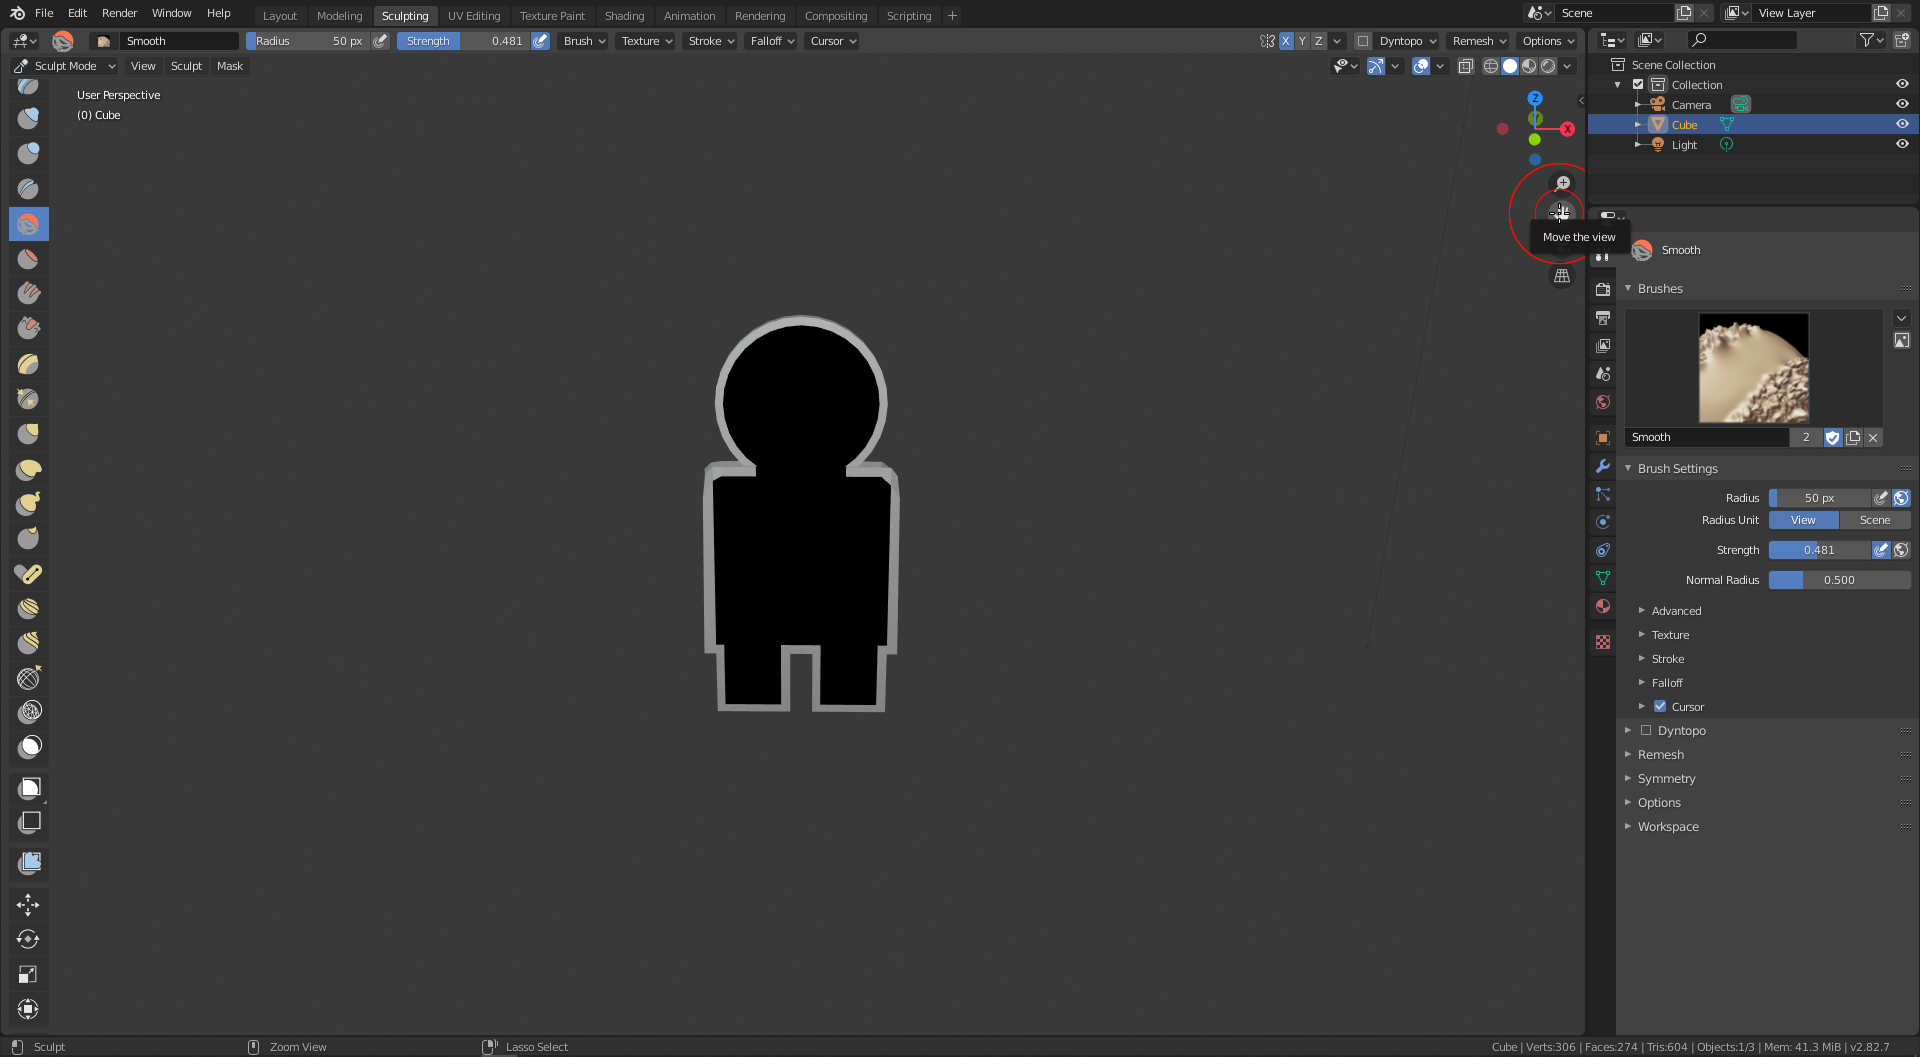 File Edit Render Window Help Layout Modeling Sculpting UV Editing Texture Paint Shading Animation Rendering Compositing Scripting + Scene View Layer
Smooth Radius 50 px Strength 0.481 Brush Texture Stroke Falloff Cursor X Y Z Dyntopo Remesh Options
Sculpt Mode View Sculpt Mask
User Perspective
(0) Cube
Z
X
Move the view
Scene Collection
Collection
Camera
Cube
Light
Smooth
Brushes
Smooth 2
Brush Settings
Radius 50 px
Radius Unit View Scene
Strength 0.481
Normal Radius 0.500
Advanced
Texture
Stroke
Falloff
Cursor
Dyntopo
Remesh
Symmetry
Options
Workspace
Sculpt Zoom View Lasso Select Cube | Verts:306 | Faces:274 | Tris:604 | Objects:1/3 | Mem: 41.3 MiB | v2.82.7